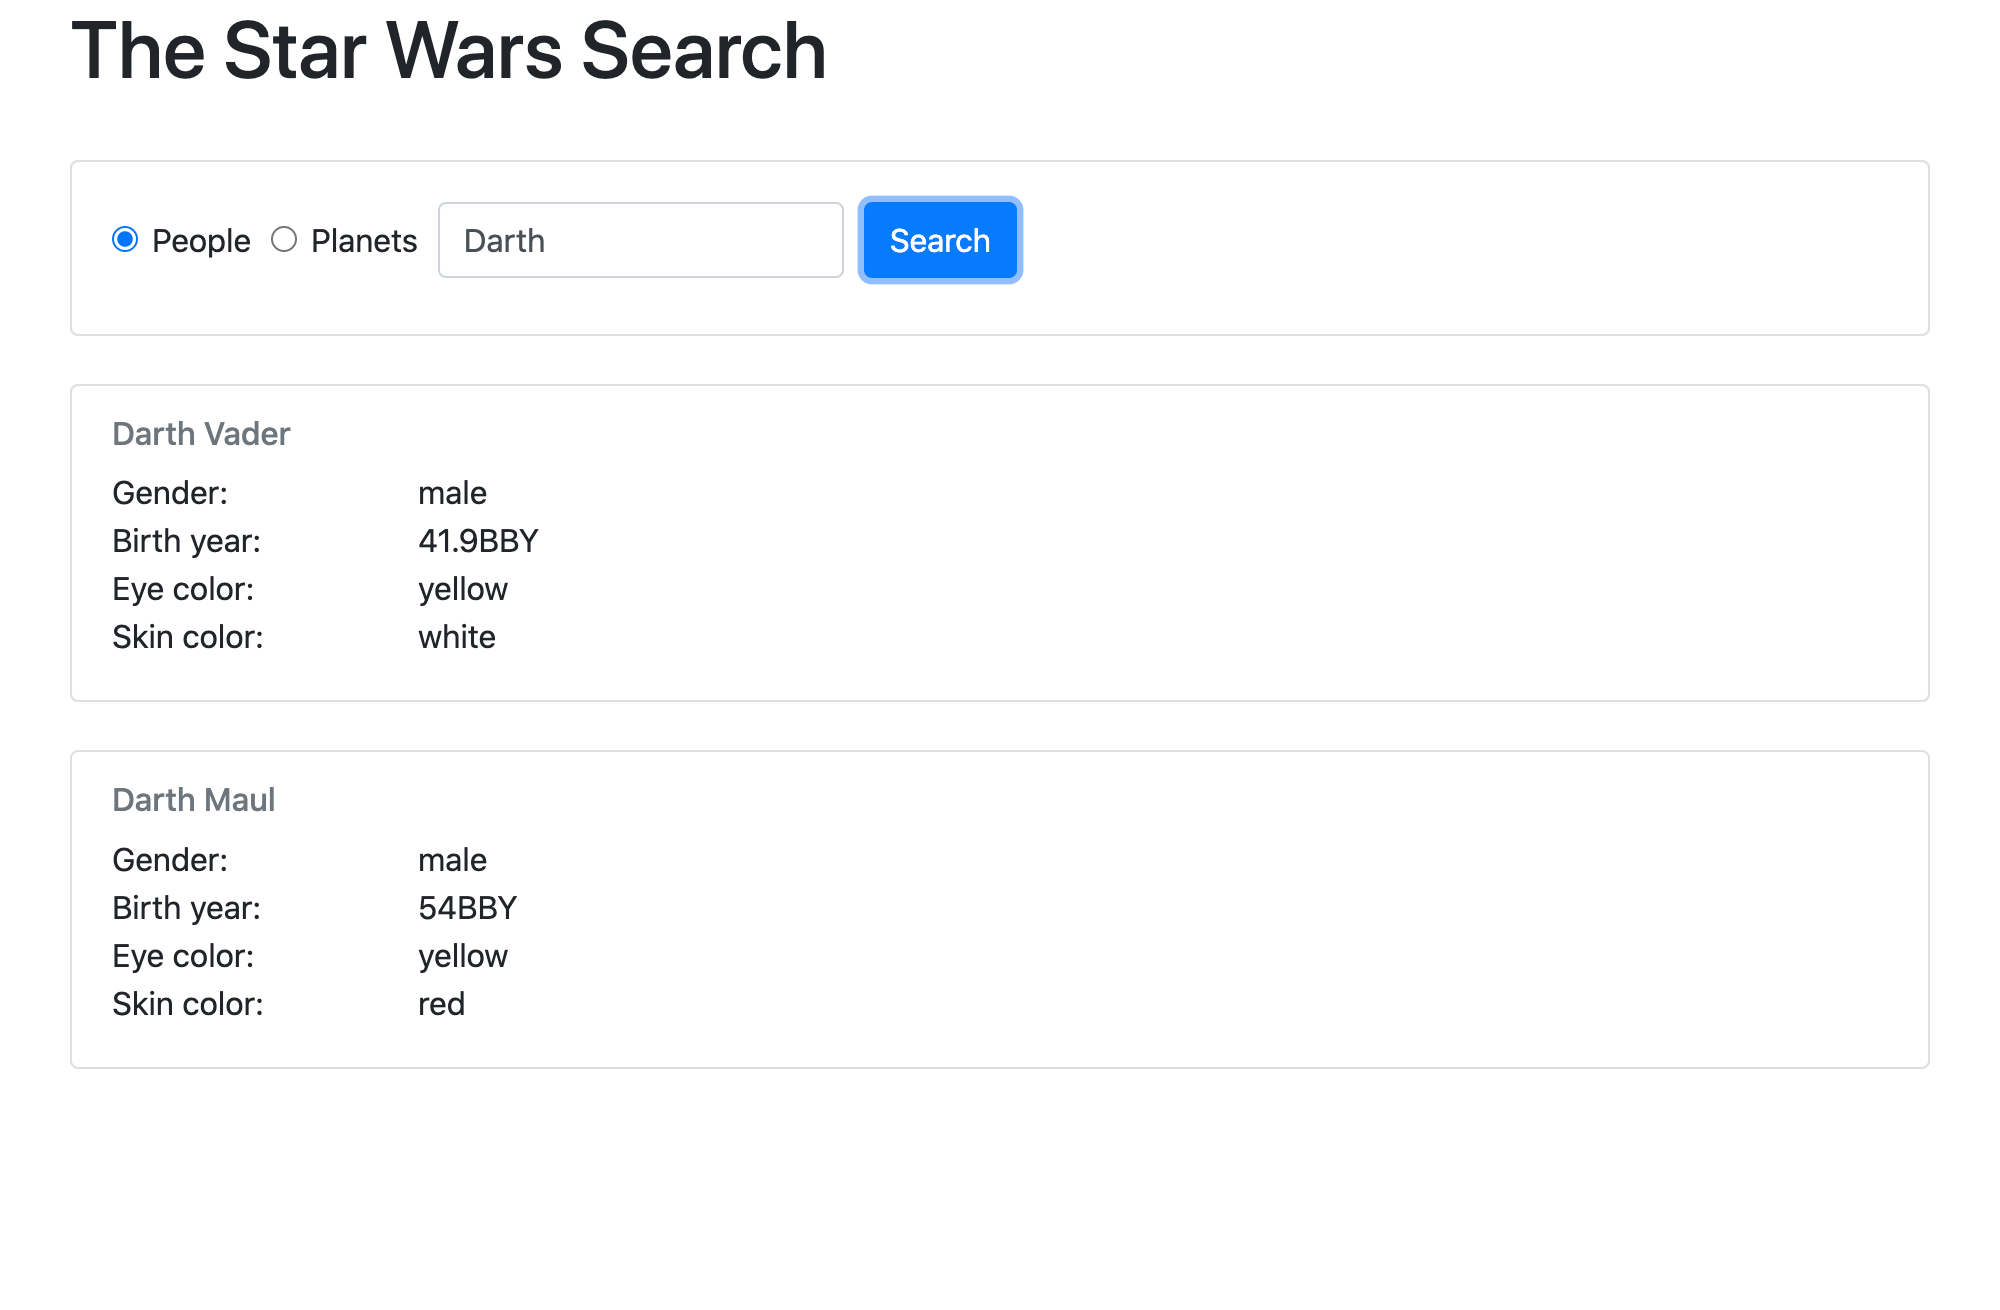 The Star Wars Search
People Planets Darth Search
Darth Vader
Gender: male
Birth year: 41.9BBY
Eye color: yellow
Skin color: white
Darth Maul
Gender: male
Birth year: 54BBY
Eye color: yellow
Skin color: red